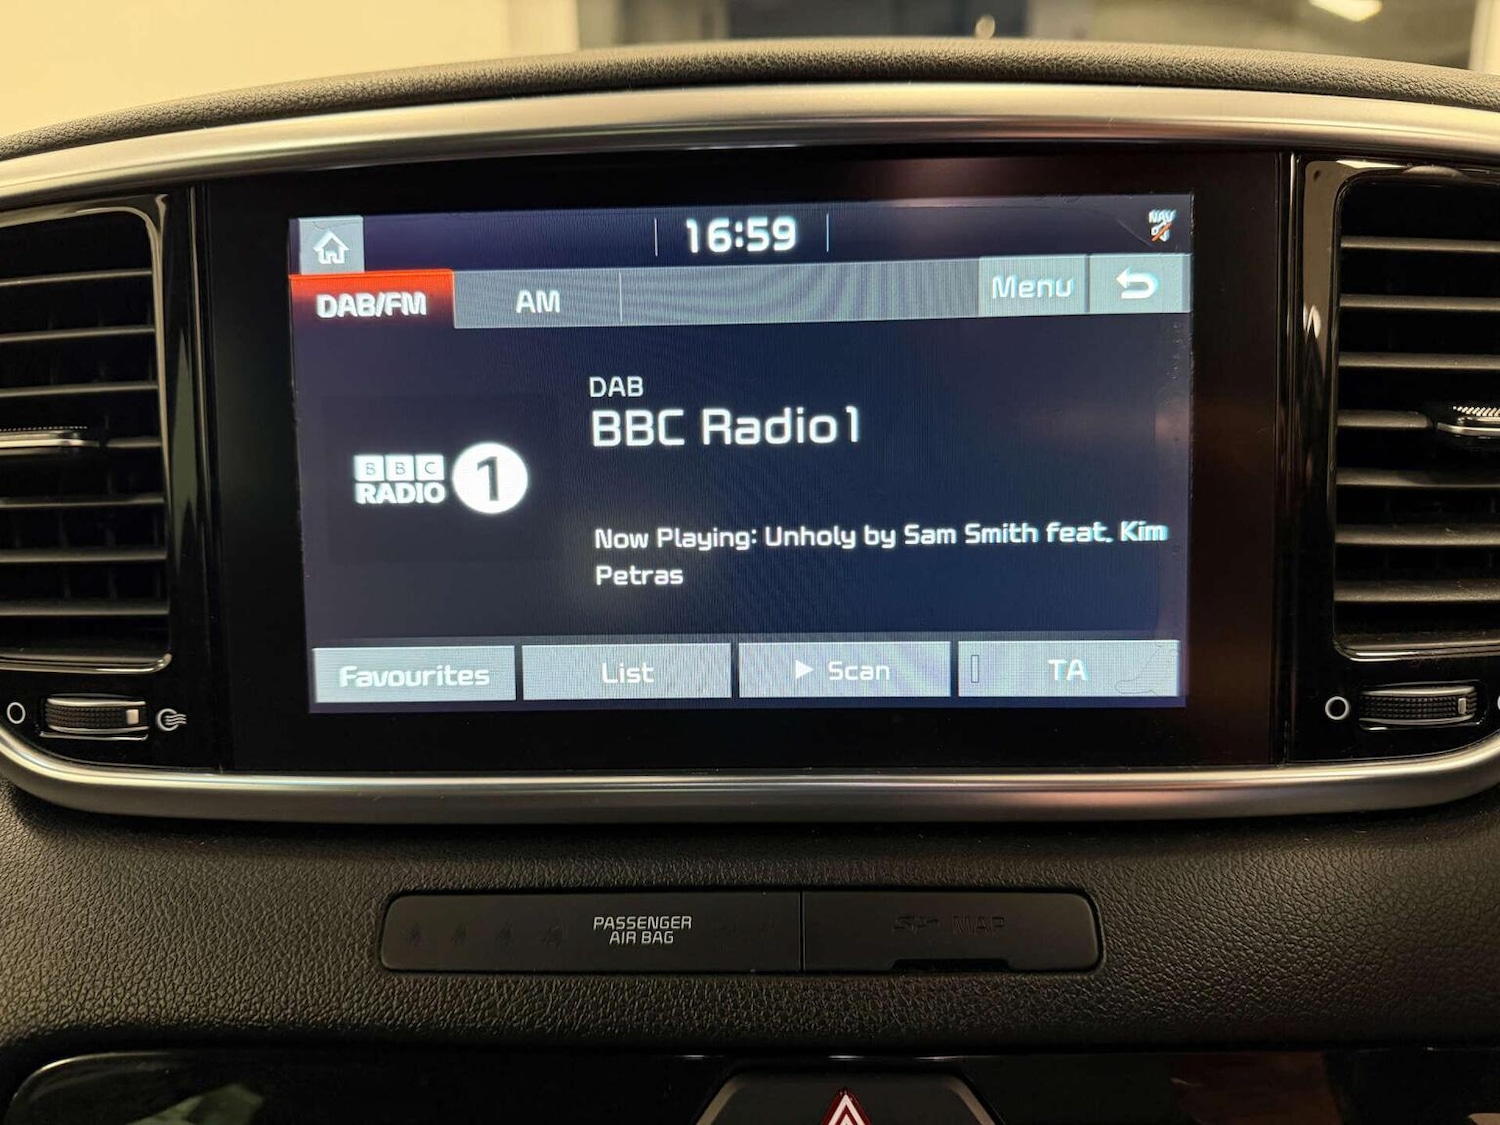 16:59
NAV
DAB/FM
AM
Menu
DAB
BBC Radio1
BBC
RADIO 1
Now Playing: Unholy by Sam Smith feat. Kim
Petras
Favourites
List
Scan
TA
PASSENGER
AIR BAG
MAP